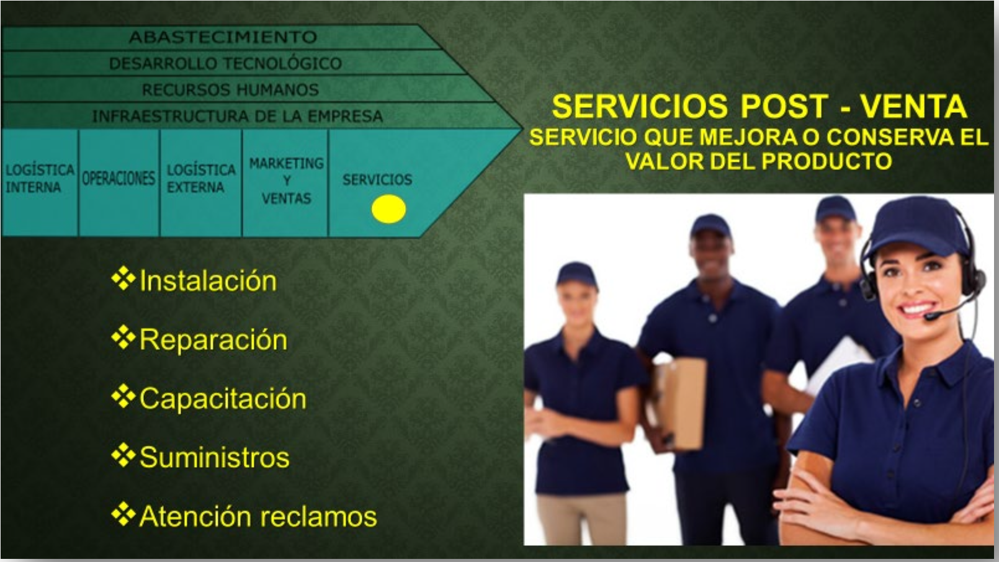 ABASTECIMIENTO
DESARROLLO TECNOLÓGICO
RECURSOS HUMANOS
INFRAESTRUCTURA DE LA EMPRESA
LOGÍSTICA
INTERNA
OPERACIONES
LOGÍSTICA
EXTERNA
MARKETING
Y
VENTAS
SERVICIOS
SERVICIOS POST - VENTA
SERVICIO QUE MEJORA O CONSERVA EL
VALOR DEL PRODUCTO
Instalación
Reparación
Capacitación
Suministros
Atención reclamos